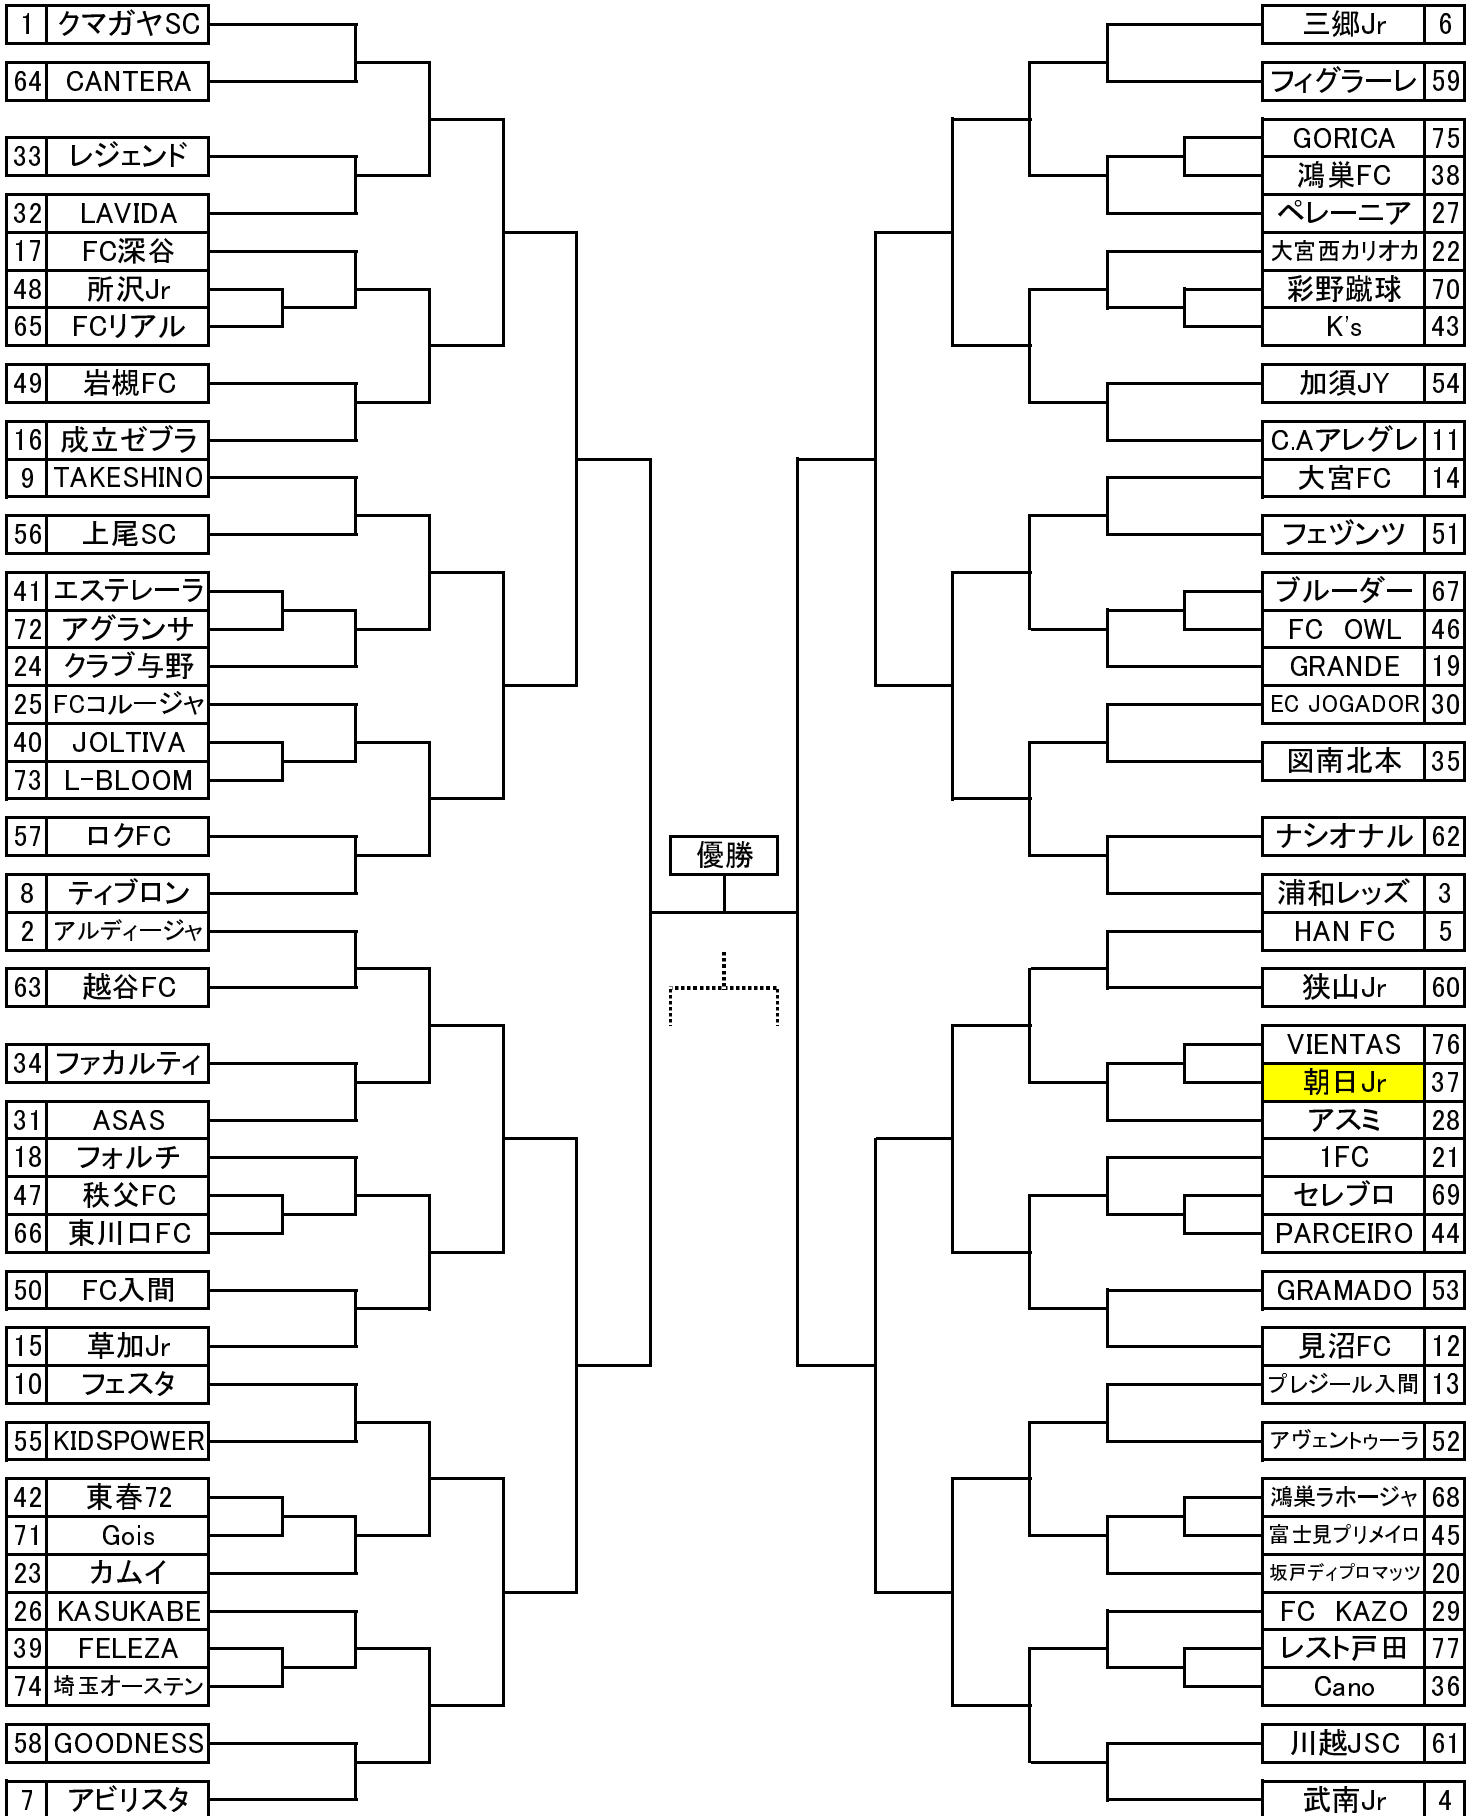 1 クマガヤSC
64 CANTERA
33 レジェンド
32 LAVIDA
17 FC深谷
48 所沢Jr
65 FCリアル
49 岩槻FC
16 成立ゼブラ
9 TAKESHINO
56 上尾SC
41 エステレーラ
72 アグランサ
24 クラブ与野
25 FCコルージャ
40 JOLTIVA
73 L-BLOOM
57 ロクFC
8 ティブロン
2 アルディージャ
63 越谷FC
34 ファカルティ
31 ASAS
18 フォルチ
47 秩父FC
66 東川口FC
50 FC入間
15 草加Jr
10 フェスタ
55 KIDSPOWER
42 東春72
71 Gois
23 カムイ
26 KASUKABE
39 FELEZA
74 埼玉オーステン
58 GOODNESS
7 アビリスタ
優勝
三郷Jr 6
フィグラーレ 59
GORICA 75
鴻巣FC 38
ペレーニア 27
大宮西カリオカ 22
彩野蹴球 70
K's 43
加須JY 54
C.Aアレグレ 11
大宮FC 14
フェヅンツ 51
ブルーダー 67
FC OWL 46
GRANDE 19
EC JOGADOR 30
図南北本 35
ナシオナル 62
浦和レッズ 3
HAN FC 5
狭山Jr 60
VIENTAS 76
朝日Jr 37
アスミ 28
1FC 21
セレブロ 69
PARCEIRO 44
GRAMADO 53
見沼FC 12
プレジール入間 13
アヴェントゥーラ 52
鴻巣ラホージャ 68
富士見プリメイロ 45
坂戸ディプロマッツ 20
FC KAZO 29
レスト戸田 77
Cano 36
川越JSC 61
武南Jr 4